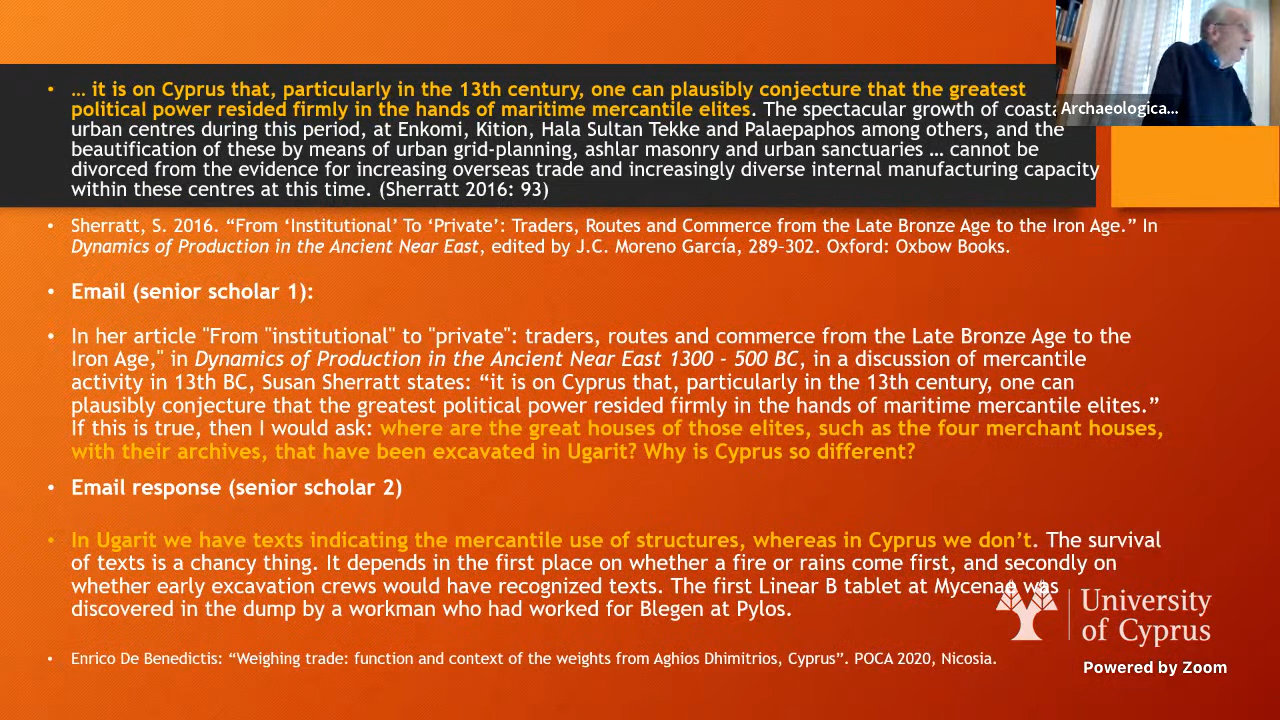 … it is on Cyprus that, particularly in the 13th century, one can plausibly conjecture that the greatest
political power resided firmly in the hands of maritime mercantile elites. The spectacular growth of coasta
Archaeologica...
urban centres during this period, at Enkomi, Kition, Hala Sultan Tekke and Palaepaphos among others, and the
beautification of these by means of urban grid-planning, ashlar masonry and urban sanctuaries … cannot be
divorced from the evidence for increasing overseas trade and increasingly diverse internal manufacturing capacity
within these centres at this time. (Sherratt 2016: 93)
• Sherratt, S. 2016. “From ‘Institutional’ To ‘Private’: Traders, Routes and Commerce from the Late Bronze Age to the Iron Age.” In
Dynamics of Production in the Ancient Near East, edited by J.C. Moreno García, 289–302. Oxford: Oxbow Books.
• Email (senior scholar 1):
• In her article "From "institutional" to "private": traders, routes and commerce from the Late Bronze Age to the
Iron Age," in Dynamics of Production in the Ancient Near East 1300 - 500 BC, in a discussion of mercantile
activity in 13th BC, Susan Sherratt states: “it is on Cyprus that, particularly in the 13th century, one can
plausibly conjecture that the greatest political power resided firmly in the hands of maritime mercantile elites.”
If this is true, then I would ask: where are the great houses of those elites, such as the four merchant houses,
with their archives, that have been excavated in Ugarit? Why is Cyprus so different?
• Email response (senior scholar 2)
• In Ugarit we have texts indicating the mercantile use of structures, whereas in Cyprus we don’t. The survival
of texts is a chancy thing. It depends in the first place on whether a fire or rains come first, and secondly on
whether early excavation crews would have recognized texts. The first Linear B tablet at Mycenae was
discovered in the dump by a workman who had worked for Blegen at Pylos.
• Enrico De Benedictis: “Weighing trade: function and context of the weights from Aghios Dhimitrios, Cyprus”. POCA 2020, Nicosia.
University
of Cyprus
Powered by Zoom